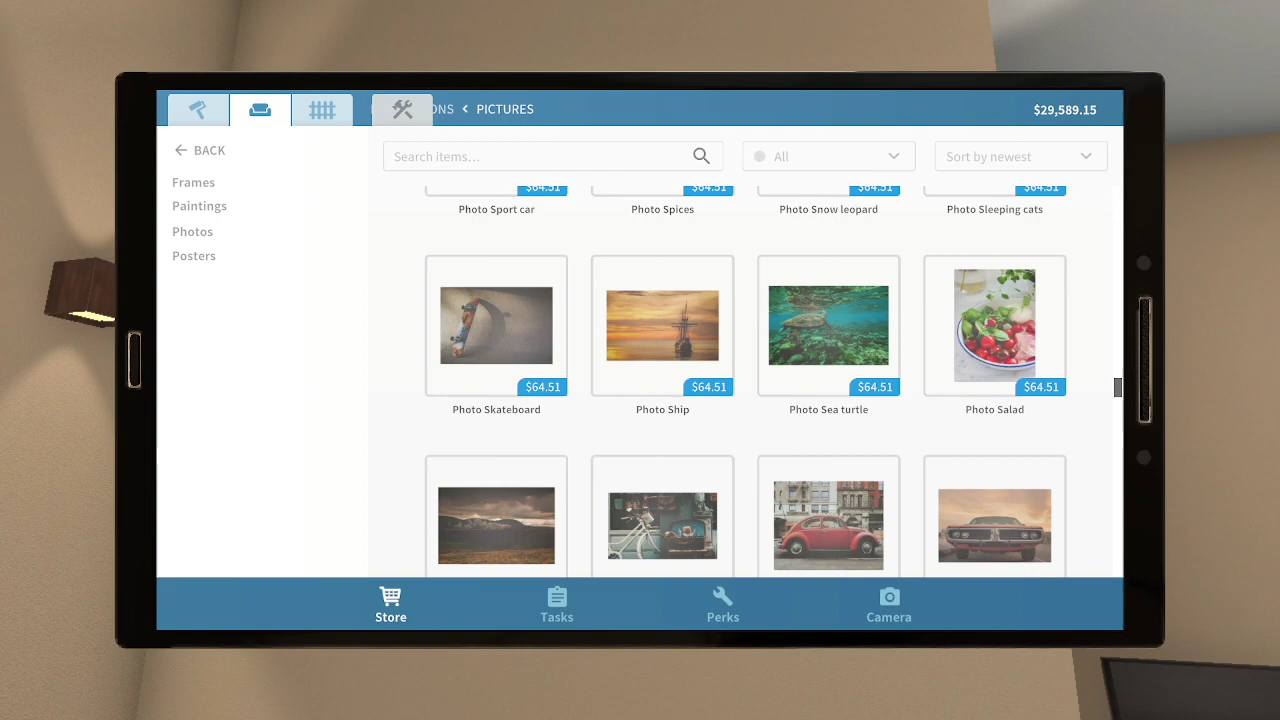 ONS < PICTURES
$29,589.15
BACK
Search items...
All
Sort by newest
Frames
Paintings
Photos
Posters
$64.51 $64.51 $64.51 $64.51
Photo Sport car Photo Spices Photo Snow leopard Photo Sleeping cats
$64.51 $64.51 $64.51 $64.51
Photo Skateboard Photo Ship Photo Sea turtle Photo Salad
Store Tasks Perks Camera